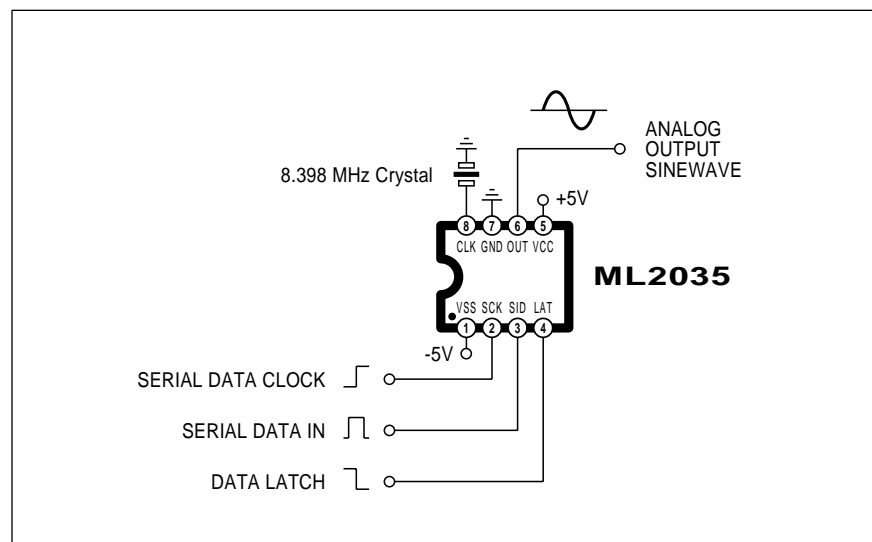 ANALOG
OUTPUT
SINEWAVE
8.398 MHz Crystal
+5V
8 7 6 5
CLK GND OUT VCC
ML2035
VSS SCK SID LAT
1 2 3 4
-5V
SERIAL DATA CLOCK
SERIAL DATA IN
DATA LATCH